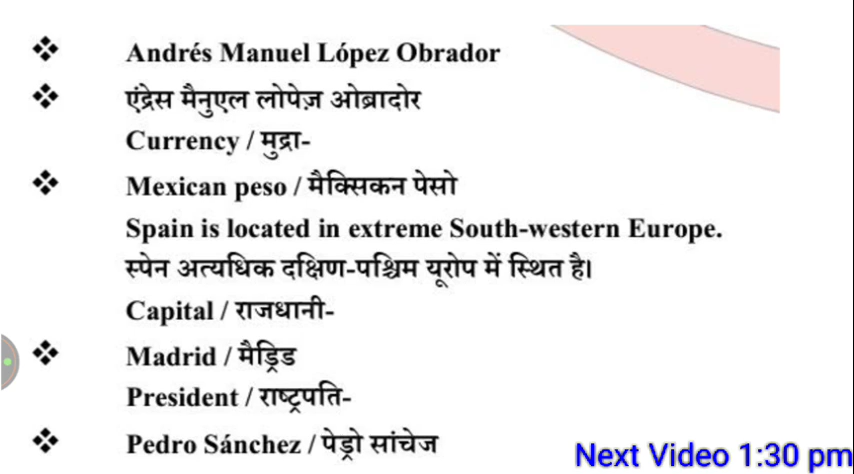 ❖ Andrés Manuel López Obrador
❖ एंद्रेस मैनुएल लोपेज़ ओब्रादोर
Currency / मुद्रा-
❖ Mexican peso / मैक्सिकन पेसो
Spain is located in extreme South-western Europe.
स्पेन अत्यधिक दक्षिण-पश्चिम यूरोप में स्थित है।
Capital / राजधानी-
❖ Madrid / मैड्रिड
President / राष्ट्रपति-
❖ Pedro Sánchez / पेड्रो सांचेज
Next Video 1:30 pm